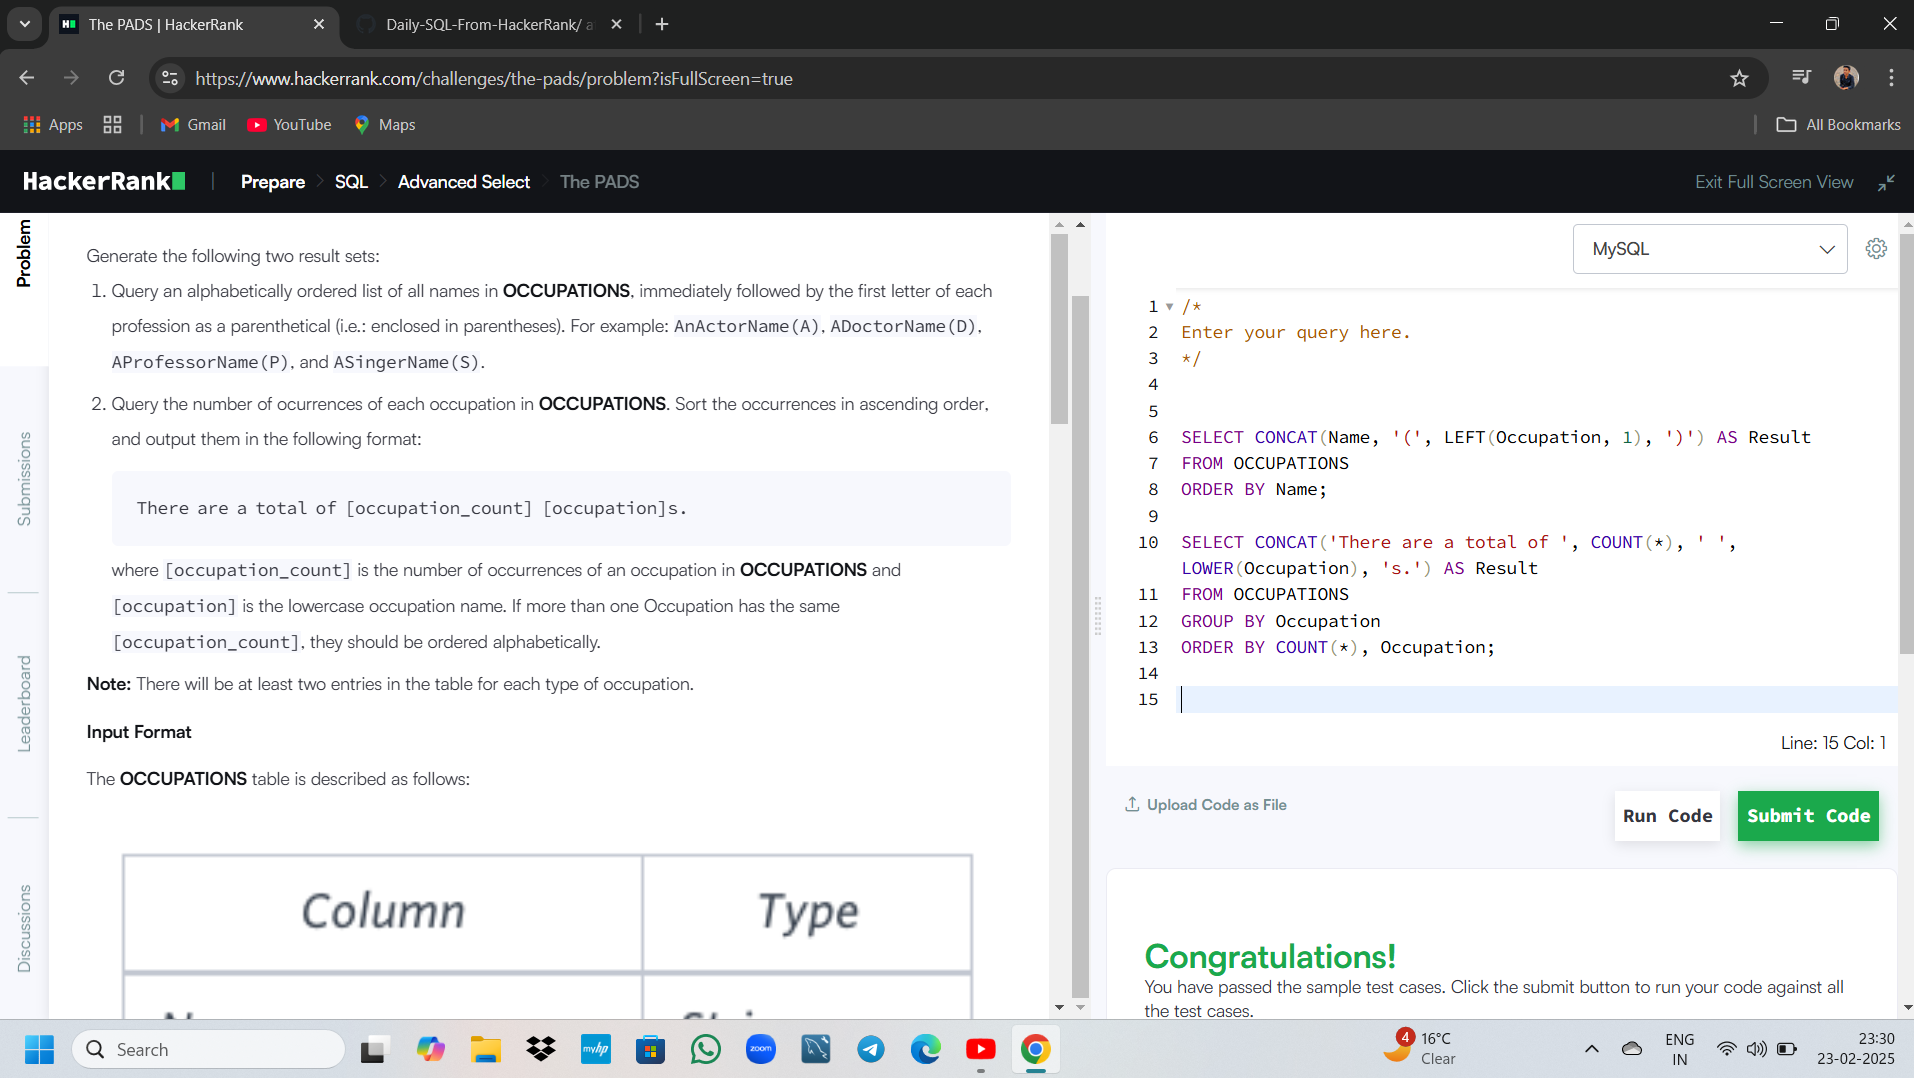 The PADS | HackerRank
Daily-SQL-From-HackerRank/ a
https://www.hackerrank.com/challenges/the-pads/problem?isFullScreen=true
Apps
Gmail
YouTube
Maps
All Bookmarks
HackerRank
Prepare
SQL
Advanced Select
The PADS
Exit Full Screen View
Problem
Submissions
Leaderboard
Discussions
Generate the following two result sets:
1. Query an alphabetically ordered list of all names in OCCUPATIONS, immediately followed by the first letter of each
profession as a parenthetical (i.e.: enclosed in parentheses). For example: AnActorName(A), ADoctorName(D),
AProfessorName(P), and ASingerName(S).
2. Query the number of ocurrences of each occupation in OCCUPATIONS. Sort the occurrences in ascending order,
and output them in the following format:
There are a total of [occupation_count] [occupation]s.
where [occupation_count] is the number of occurrences of an occupation in OCCUPATIONS and
[occupation] is the lowercase occupation name. If more than one Occupation has the same
[occupation_count], they should be ordered alphabetically.
Note: There will be at least two entries in the table for each type of occupation.
Input Format
The OCCUPATIONS table is described as follows:
Column Type
MySQL
1 /*
2 Enter your query here.
3 */
4
5
6 SELECT CONCAT(Name, '(', LEFT(Occupation, 1), ')') AS Result
7 FROM OCCUPATIONS
8 ORDER BY Name;
9
10 SELECT CONCAT('There are a total of ', COUNT(*), ' ',
LOWER(Occupation), 's.') AS Result
11 FROM OCCUPATIONS
12 GROUP BY Occupation
13 ORDER BY COUNT(*), Occupation;
14
15
Line: 15 Col: 1
Upload Code as File
Run Code
Submit Code
Congratulations!
You have passed the sample test cases. Click the submit button to run your code against all
the test cases.
Search
myhp
zoom
4
16°C
Clear
ENG
IN
23:30
23-02-2025